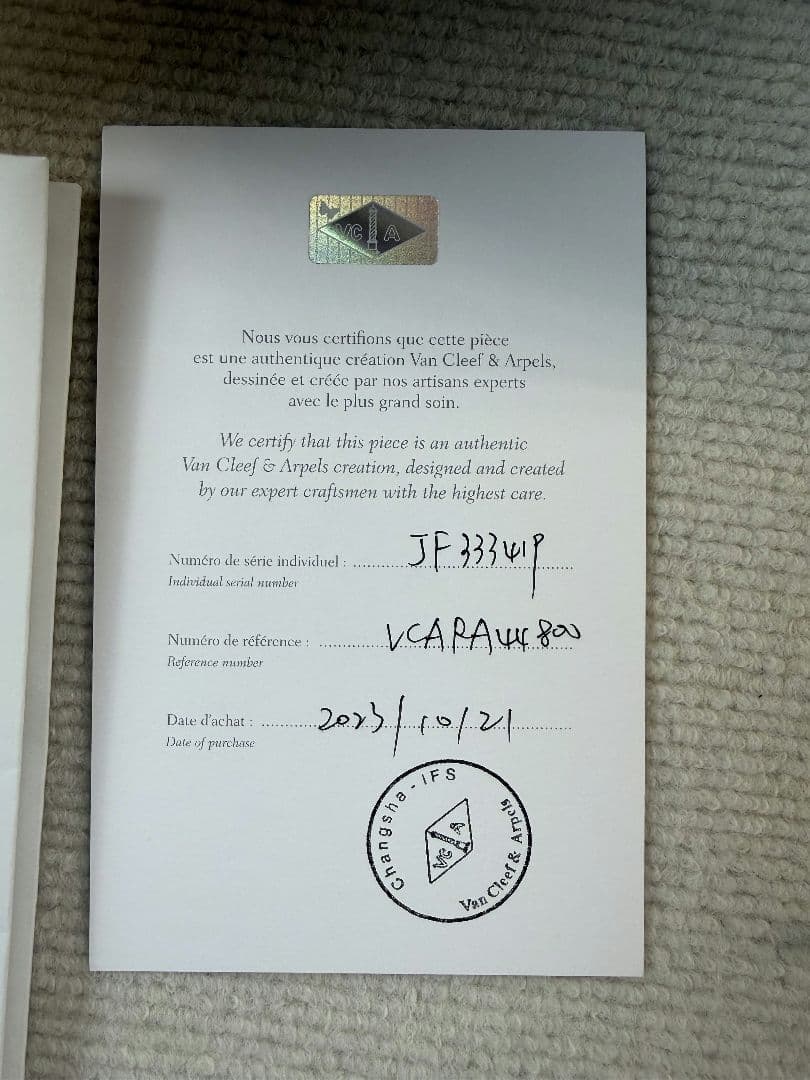 VC A
Nous vous certifions que cette pièce
est une authentique création Van Cleef & Arpels,
dessinée et créée par nos artisans experts
avec le plus grand soin.
We certify that this piece is an authentic
Van Cleef & Arpels creation, designed and created
by our expert craftsmen with the highest care.
Numéro de série individuel : JF333419
Individual serial number
Numéro de référence : VCARA44800
Reference number
Date d'achat : 2023/10/21
Date of purchase
Changsha-IFS
VC A
Van Cleef & Arpels